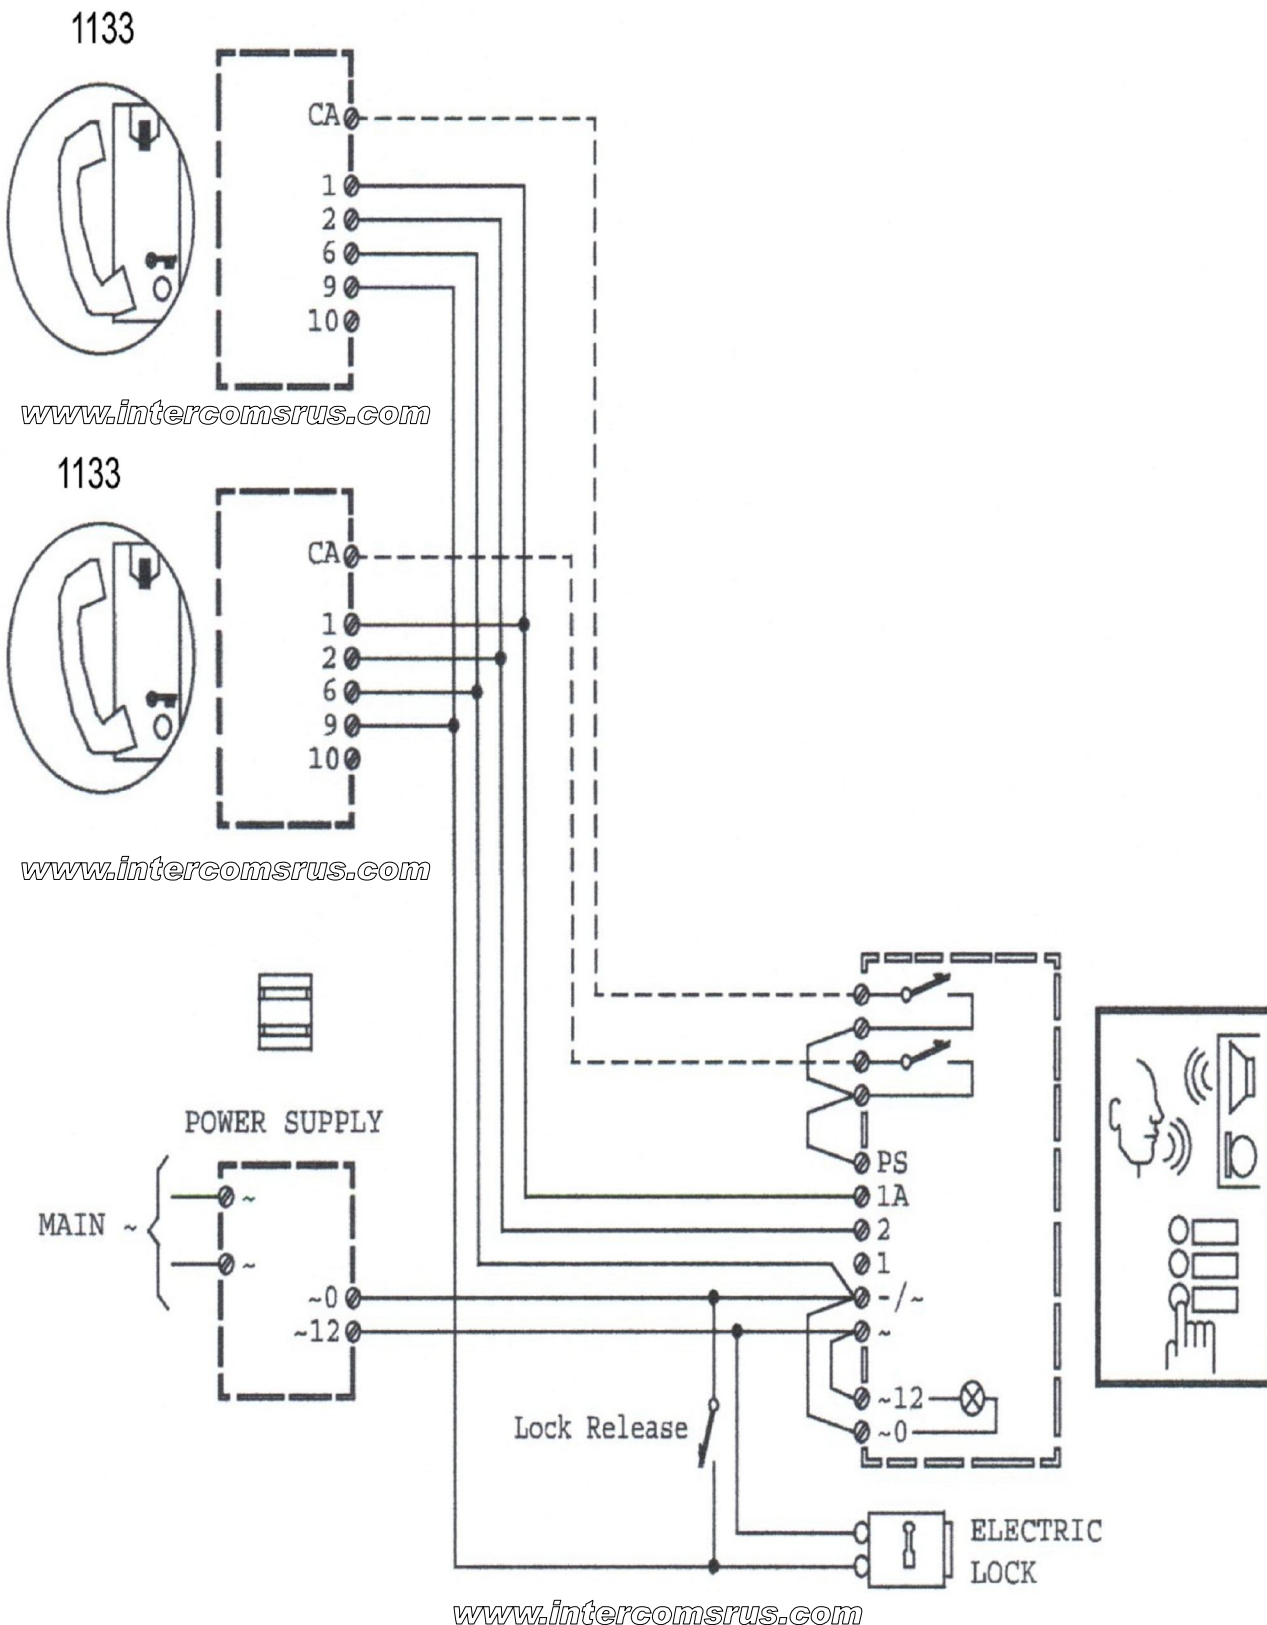 1133
CA
1
2
6
9
10
www.intercomsrus.com
1133
CA
1
2
6
9
10
www.intercomsrus.com
POWER SUPPLY
MAIN ~
~
~
~0
~12
PS
1A
2
1
-/~
~
~12
~0
Lock Release
ELECTRIC
LOCK
www.intercomsrus.com